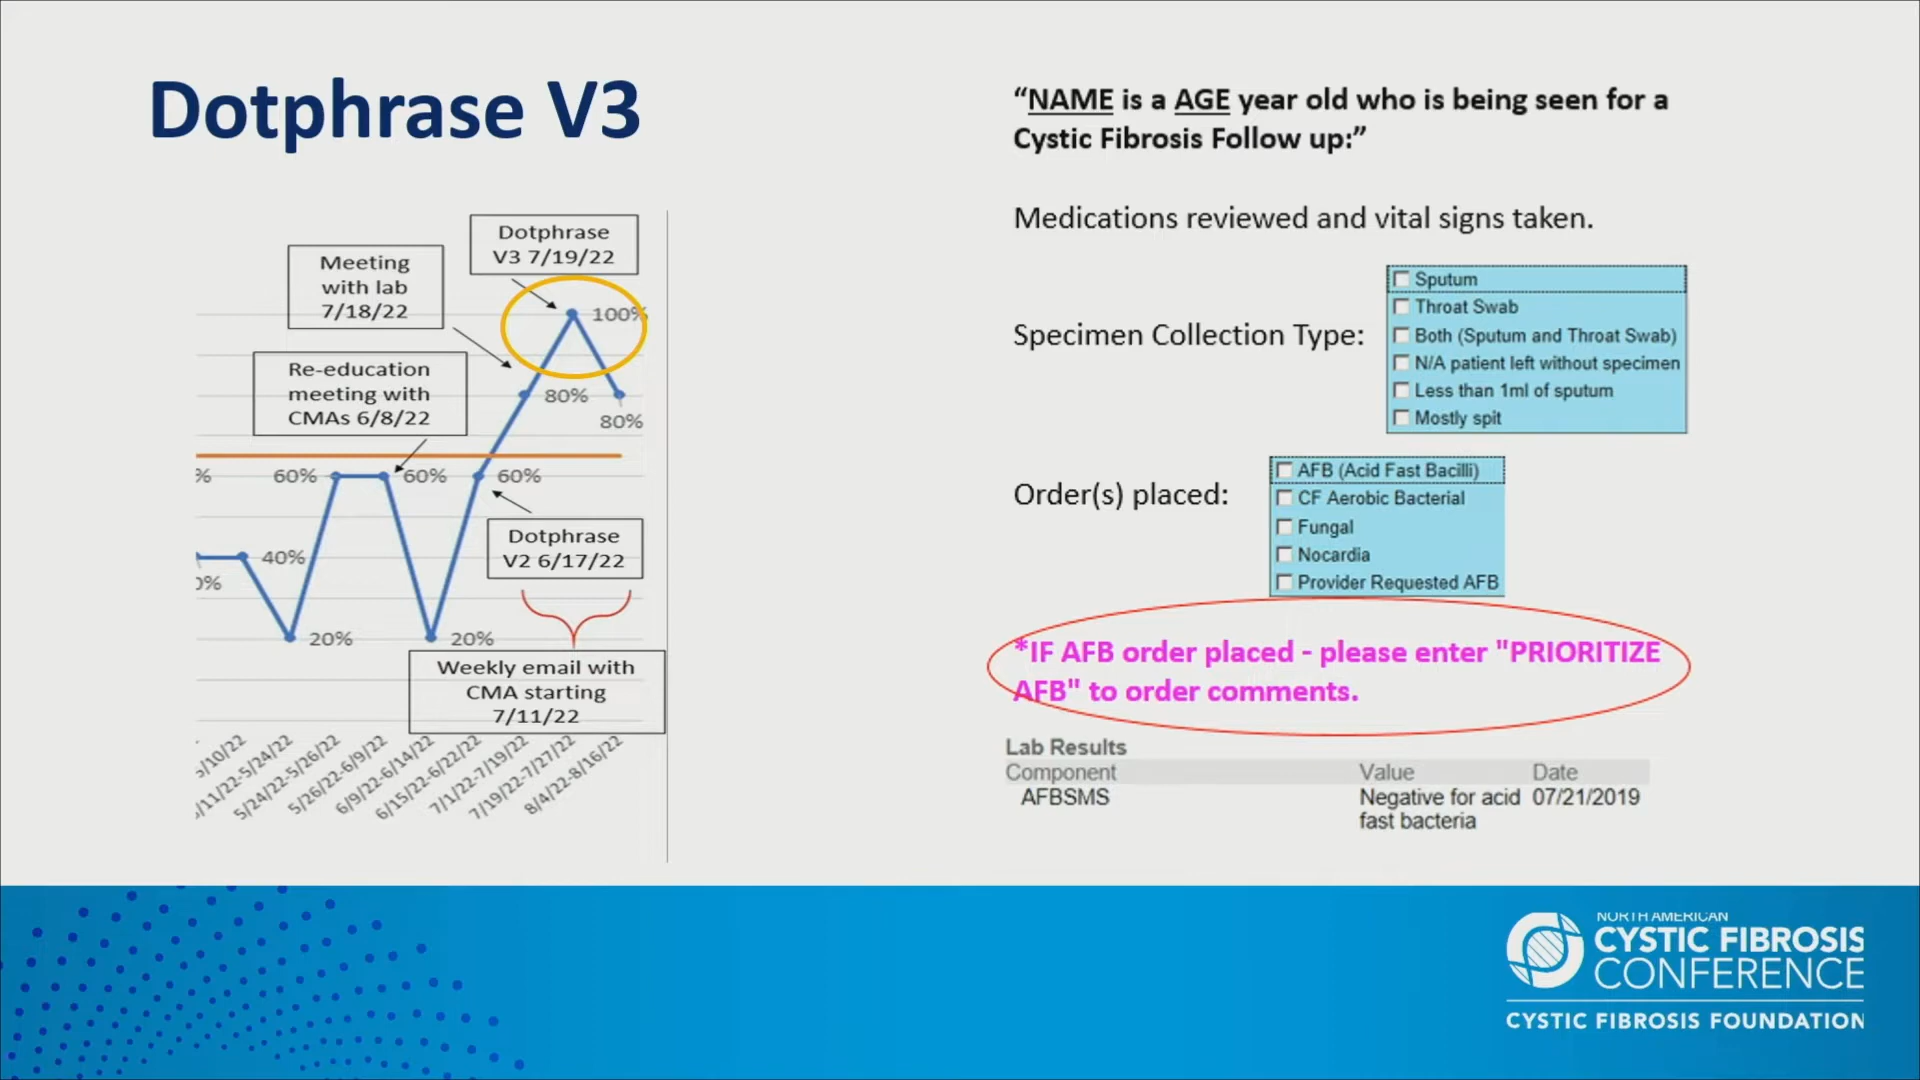 Dotphrase V3
Dotphrase
V3 7/19/22
Meeting
with lab
7/18/22
Re-education
meeting with
CMAs 6/8/22
100%
80%
80%
%
60%
60%
60%
40%
0%
20%
20%
Dotphrase
V2 6/17/22
Weekly email with
CMA starting
7/11/22
5/10/22
/11/22-5/24/22
5/24/22-5/26/22
5/26/22-6/9/22
6/9/22-6/14/22
6/15/22-6/22/22
7/1/22-7/19/22
7/19/22-7/27/22
8/4/22-8/16/22
“NAME is a AGE year old who is being seen for a
Cystic Fibrosis Follow up:”
Medications reviewed and vital signs taken.
Specimen Collection Type:
Sputum
Throat Swab
Both (Sputum and Throat Swab)
N/A patient left without specimen
Less than 1ml of sputum
Mostly spit
Order(s) placed:
AFB (Acid Fast Bacilli)
CF Aerobic Bacterial
Fungal
Nocardia
Provider Requested AFB
*IF AFB order placed - please enter "PRIORITIZE
AFB" to order comments.
Lab Results
Component Value Date
AFBSMS Negative for acid 07/21/2019
fast bacteria
NORTH AMERICAN
CYSTIC FIBROSIS
CONFERENCE
CYSTIC FIBROSIS FOUNDATION